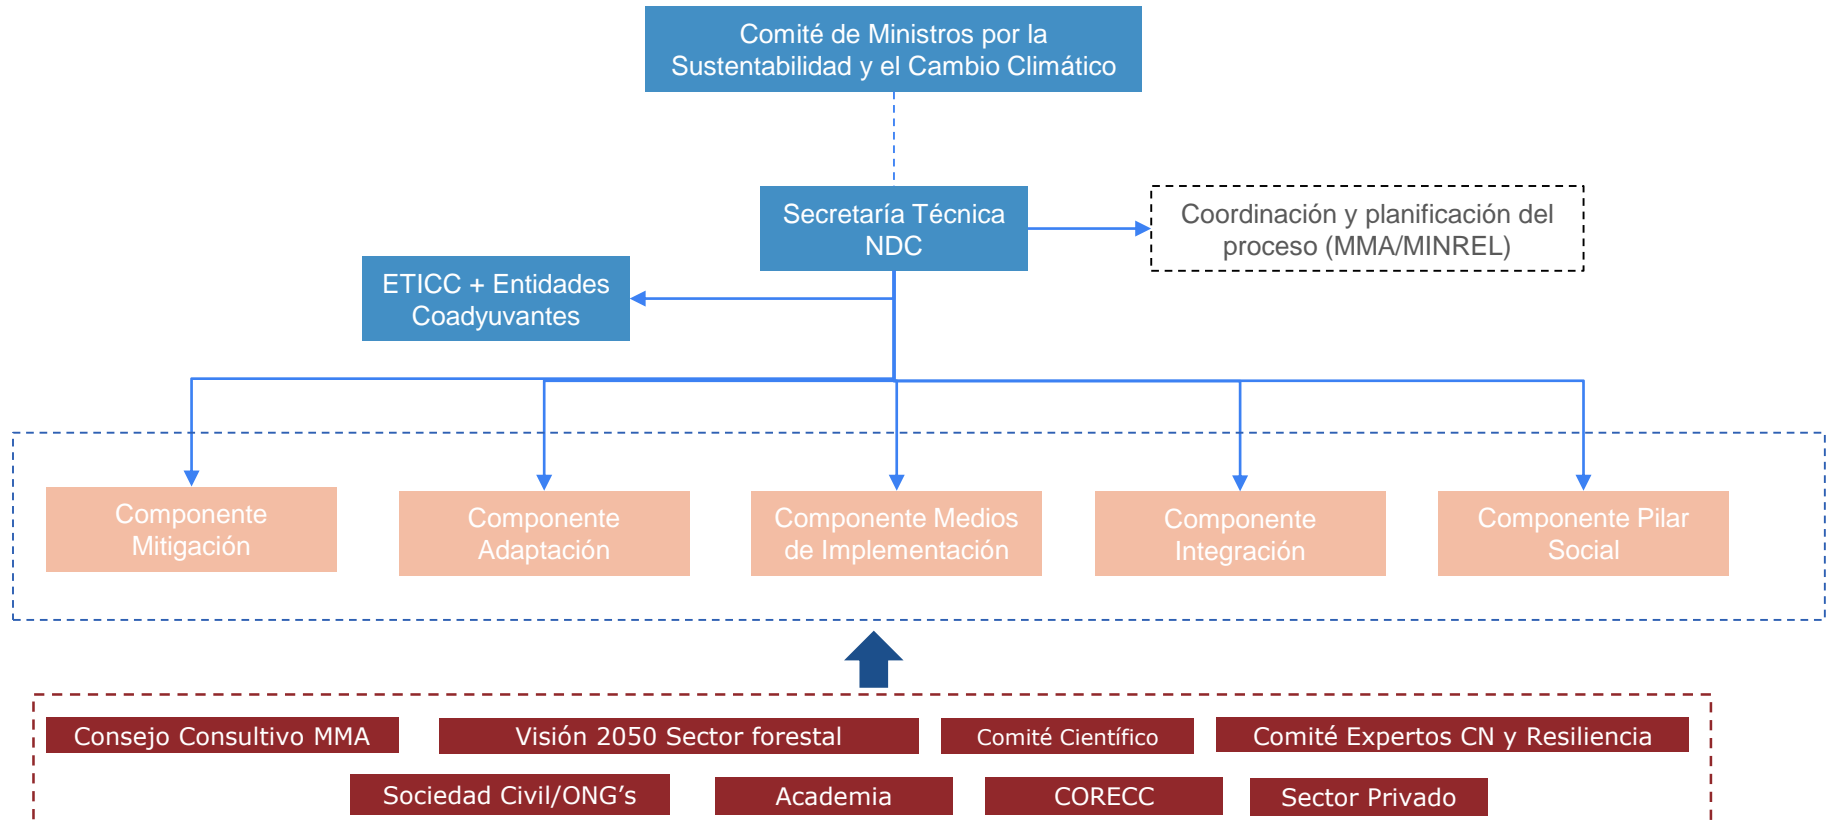 Comité de Ministros por la
Sustentabilidad y el Cambio Climático
Secretaría Técnica
NDC
Coordinación y planificación del
proceso (MMA/MINREL)
ETICC + Entidades
Coadyuvantes
Componente
Mitigación
Componente
Adaptación
Componente Medios
de Implementación
Componente
Integración
Componente Pilar
Social
Consejo Consultivo MMA
Visión 2050 Sector forestal
Comité Científico
Comité Expertos CN y Resiliencia
Sociedad Civil/ONG’s
Academia
CORECC
Sector Privado